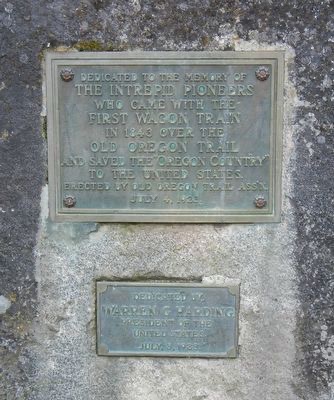 DEDICATED TO THE MEMORY OF
THE INTREPID PIONEERS
WHO CAME WITH THE
FIRST WAGON TRAIN
IN 1843 OVER THE
OLD OREGON TRAIL
AND SAVED THE "OREGON COUNTRY"
TO THE UNITED STATES.
ERECTED BY OLD OREGON TRAIL ASS'N.
JULY 4, 1923.
DEDICATED BY
WARREN G HARDING
PRESIDENT OF THE
UNITED STATES
JULY 3, 1923